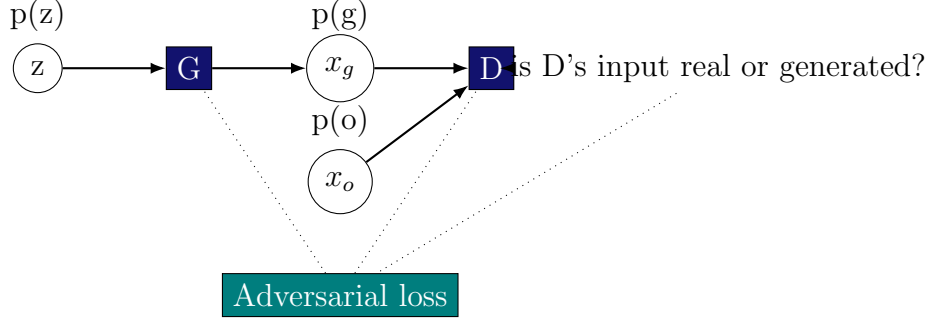 p(z)
p(g)
z
G
x_g
D
is D's input real or generated?
p(o)
x_o
Adversarial loss